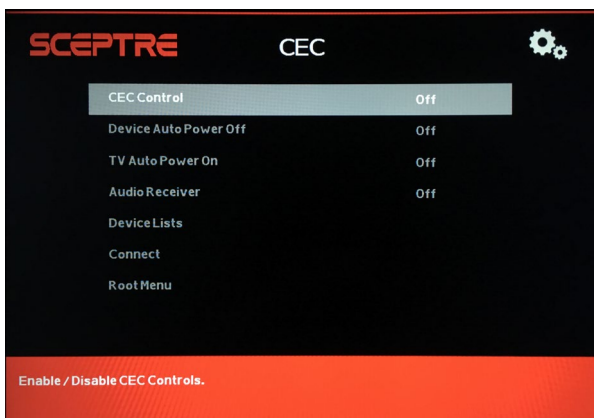 SCEPTRE
CEC
CEC Control Off
Device Auto Power Off Off
TV Auto Power On Off
Audio Receiver Off
Device Lists
Connect
Root Menu
Enable / Disable CEC Controls.